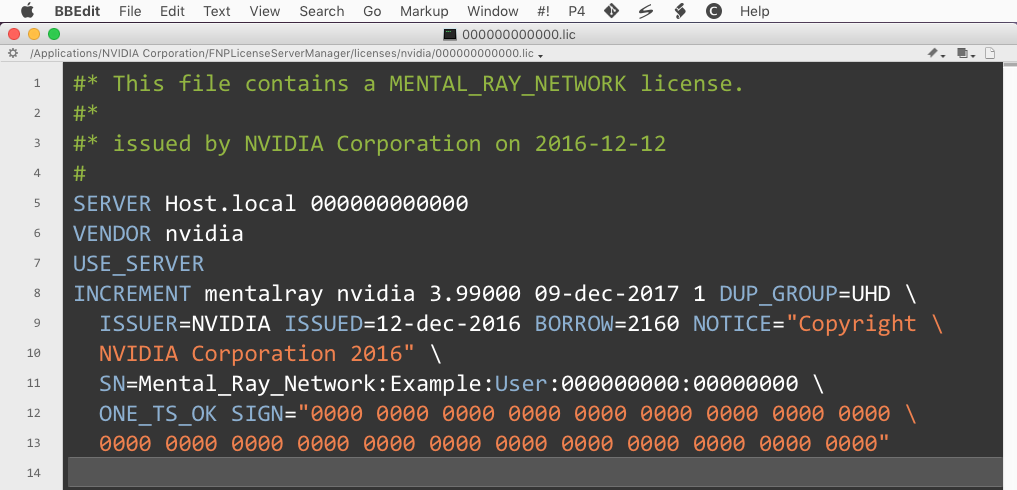 BBEdit File Edit Text View Search Go Markup Window #! P4 Help
000000000000.lic
/Applications/NVIDIA Corporation/FNPLicenseServerManager/licenses/nvidia/000000000000.lic
1 #* This file contains a MENTAL_RAY_NETWORK license.
2 #*
3 #* issued by NVIDIA Corporation on 2016-12-12
4 #
5 SERVER Host.local 000000000000
6 VENDOR nvidia
7 USE_SERVER
8 INCREMENT mentalray nvidia 3.99000 09-dec-2017 1 DUP_GROUP=UHD \
9 ISSUER=NVIDIA ISSUED=12-dec-2016 BORROW=2160 NOTICE="Copyright \
10 NVIDIA Corporation 2016" \
11 SN=Mental_Ray_Network:Example:User:000000000:00000000 \
12 ONE_TS_OK SIGN="0000 0000 0000 0000 0000 0000 0000 0000 0000 \
13 0000 0000 0000 0000 0000 0000 0000 0000 0000 0000 0000 0000"
14